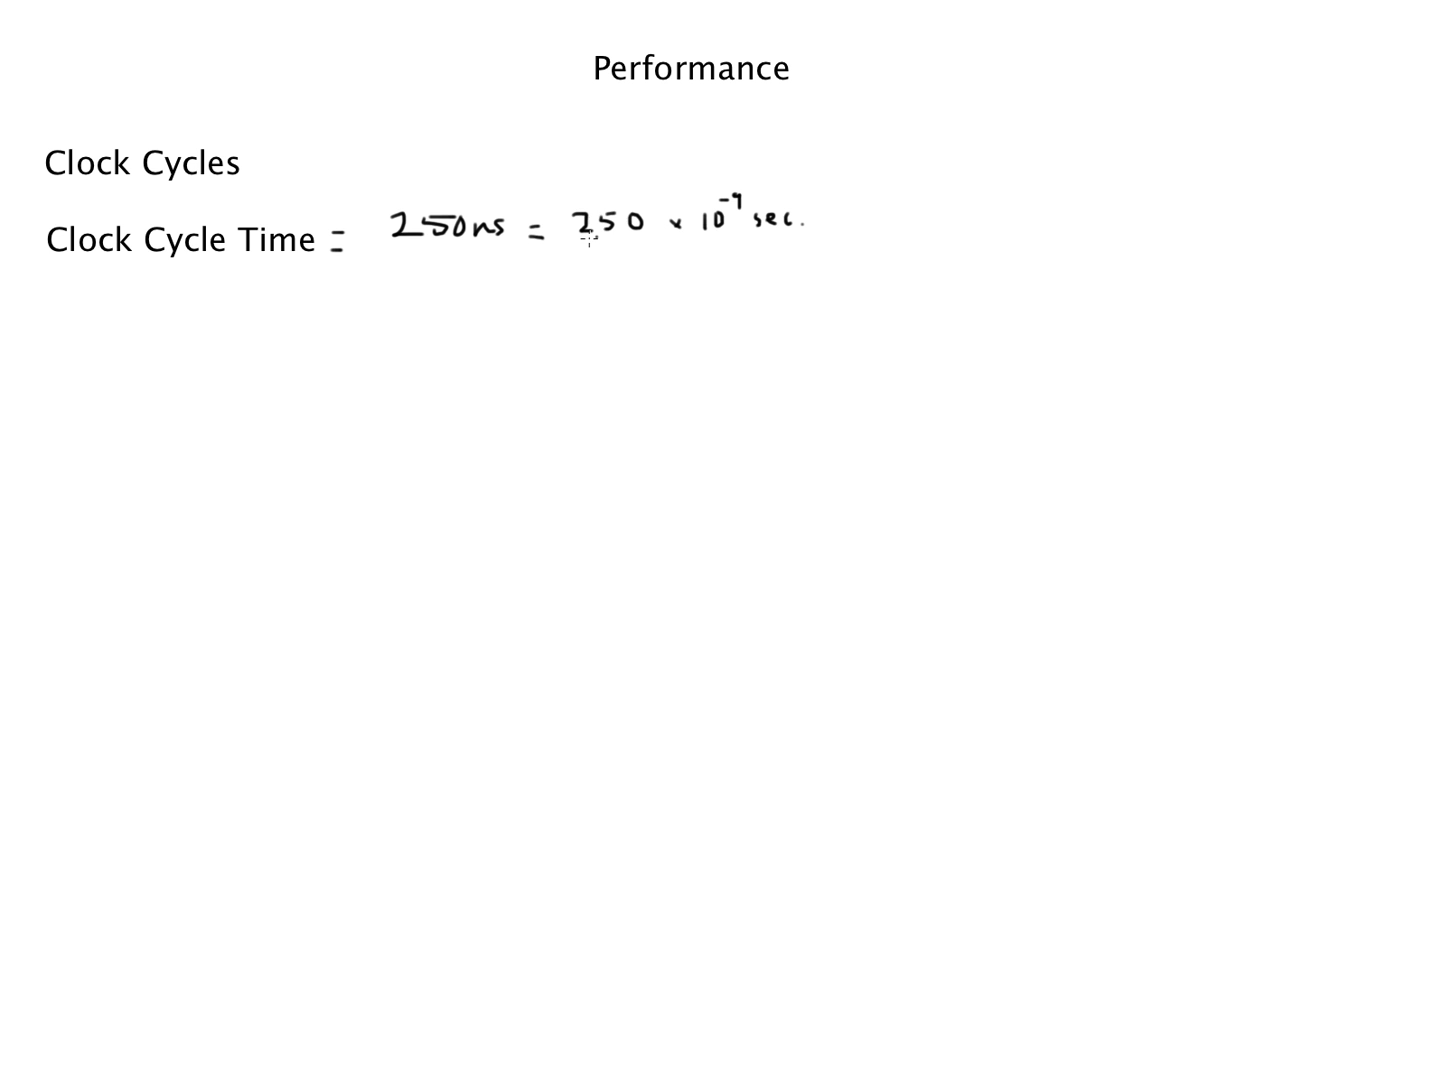 Performance
Clock Cycles
Clock Cycle Time = 250ns = 250 × 10⁻⁹ sec.